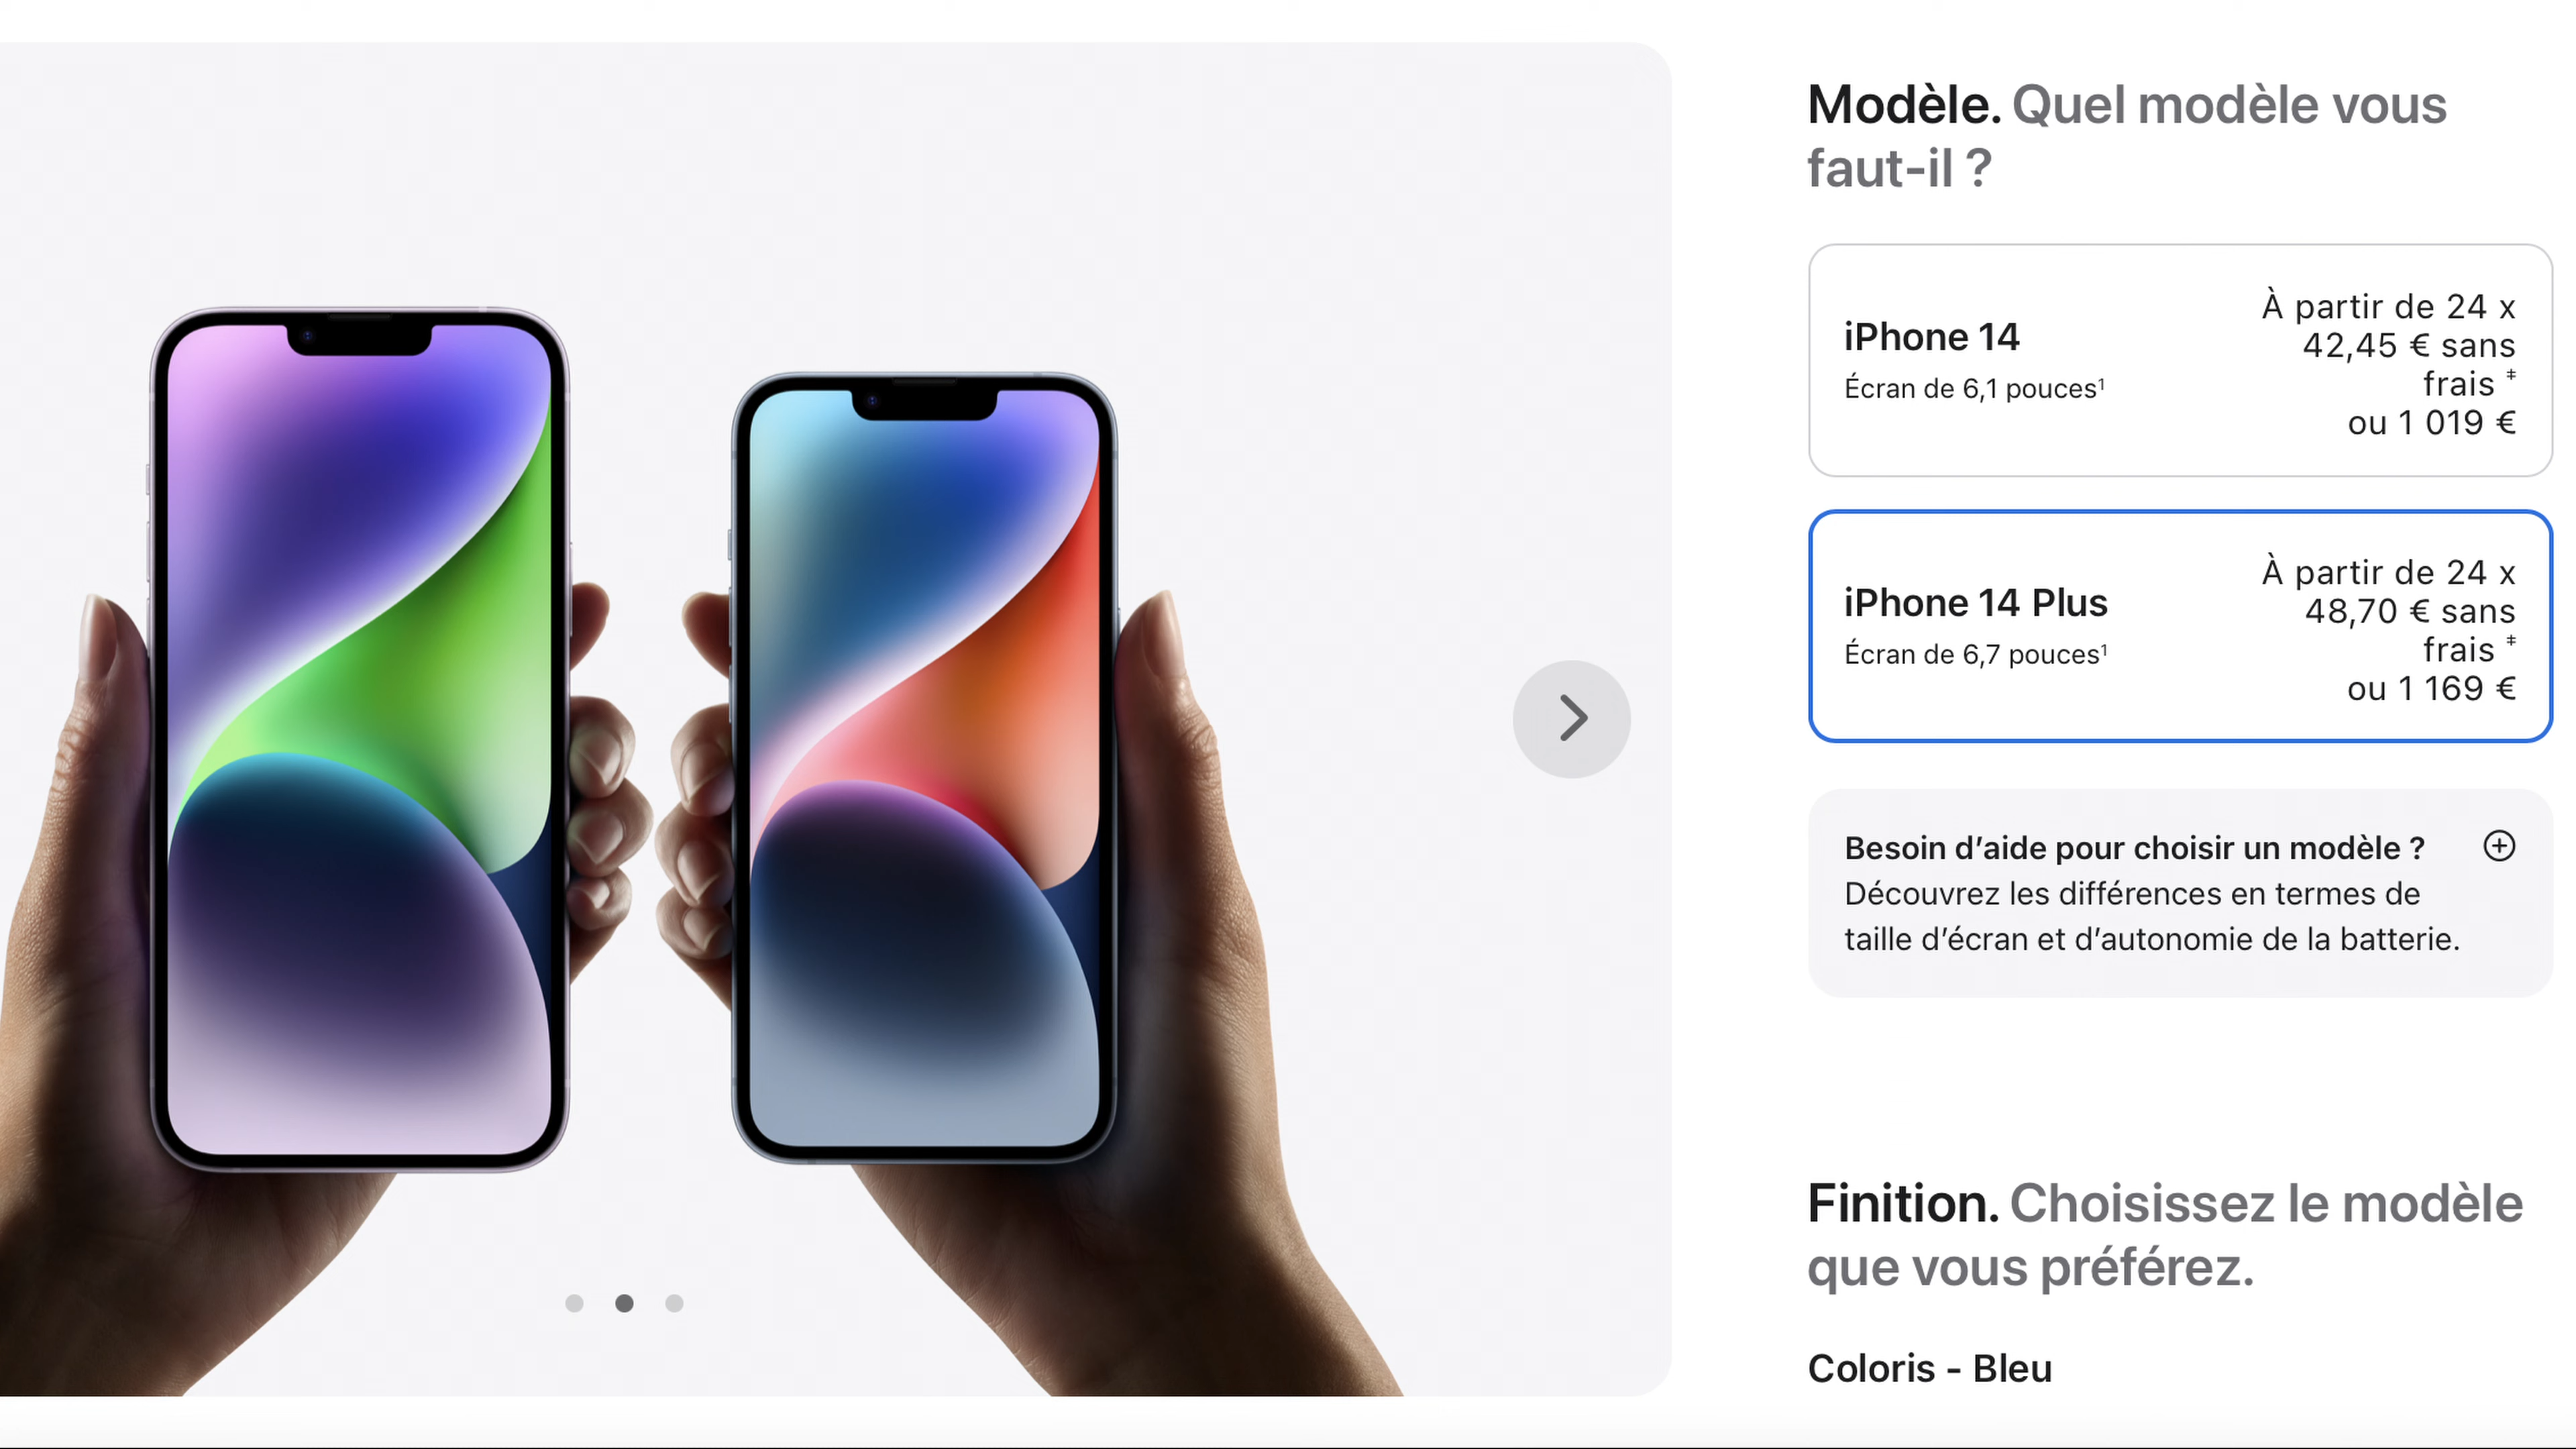 Modèle. Quel modèle vous
faut-il ?
iPhone 14
Écran de 6,1 pouces¹
À partir de 24 x
42,45 € sans
frais ‡
ou 1 019 €
iPhone 14 Plus
Écran de 6,7 pouces¹
À partir de 24 x
48,70 € sans
frais ‡
ou 1 169 €
Besoin d’aide pour choisir un modèle ?
Découvrez les différences en termes de
taille d’écran et d’autonomie de la batterie.
Finition. Choisissez le modèle
que vous préférez.
Coloris - Bleu